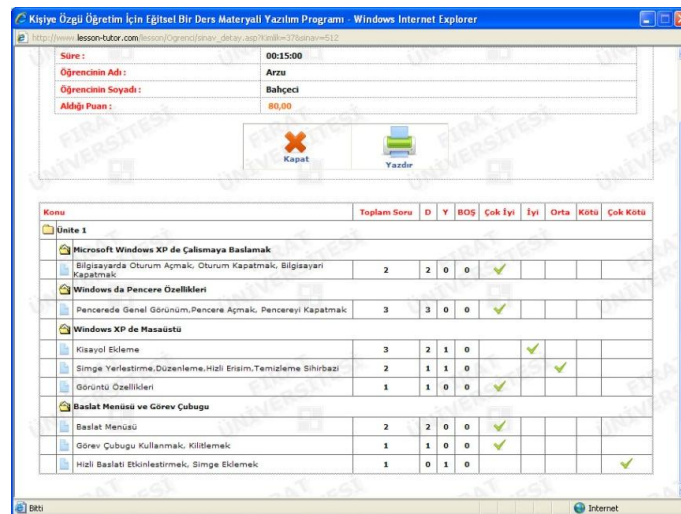 Kişiye Özgü Öğretim İçin Eğitsel Bir Ders Materyali Yazılım Programı - Windows Internet Explorer
http://www.lesson-tutor.com/lesson/Ogrenci/sinav_detay.asp?Kimlik=37&sinav=512
Süre : 00:15:00
Öğrencinin Adı : Arzu
Öğrencinin Soyadı : Bahçeci
Aldığı Puan : 80,00
Kapat Yazdır
Konu Toplam Soru D Y BOŞ Çok İyi İyi Orta Kötü Çok Kötü
Ünite 1
Microsoft Windows XP de Çalismaya Baslamak
Bilgisayarda Oturum Açmak, Oturum Kapatmak, Bilgisayari
Kapatmak 2 2 0 0
Windows da Pencere Özellikleri
Pencerede Genel Görünüm,Pencere Açmak, Pencereyi Kapatmak 3 3 0 0
Windows XP de Masaüstü
Kisayol Ekleme 3 2 1 0
Simge Yerlestirme,Düzenleme,Hizli Erisim,Temizleme Sihirbazi 2 1 1 0
Görüntü Özellikleri 1 1 0 0
Baslat Menüsü ve Görev Çubugu
Baslat Menüsü 2 2 0 0
Görev Çubugu Kullanmak, Kilitlemek 1 1 0 0
Hizli Baslati Etkinlestirmek, Simge Eklemek 1 0 1 0
FIRAT ÜNİVERSİTESİ
Bitti Internet